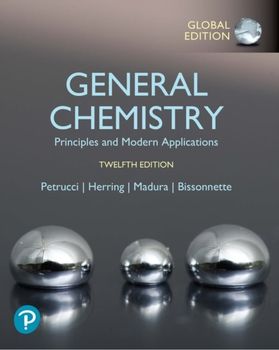 GLOBAL
EDITION
GENERAL
CHEMISTRY
Principles and Modern Applications
TWELFTH EDITION
Petrucci | Herring | Madura | Bissonnette
P